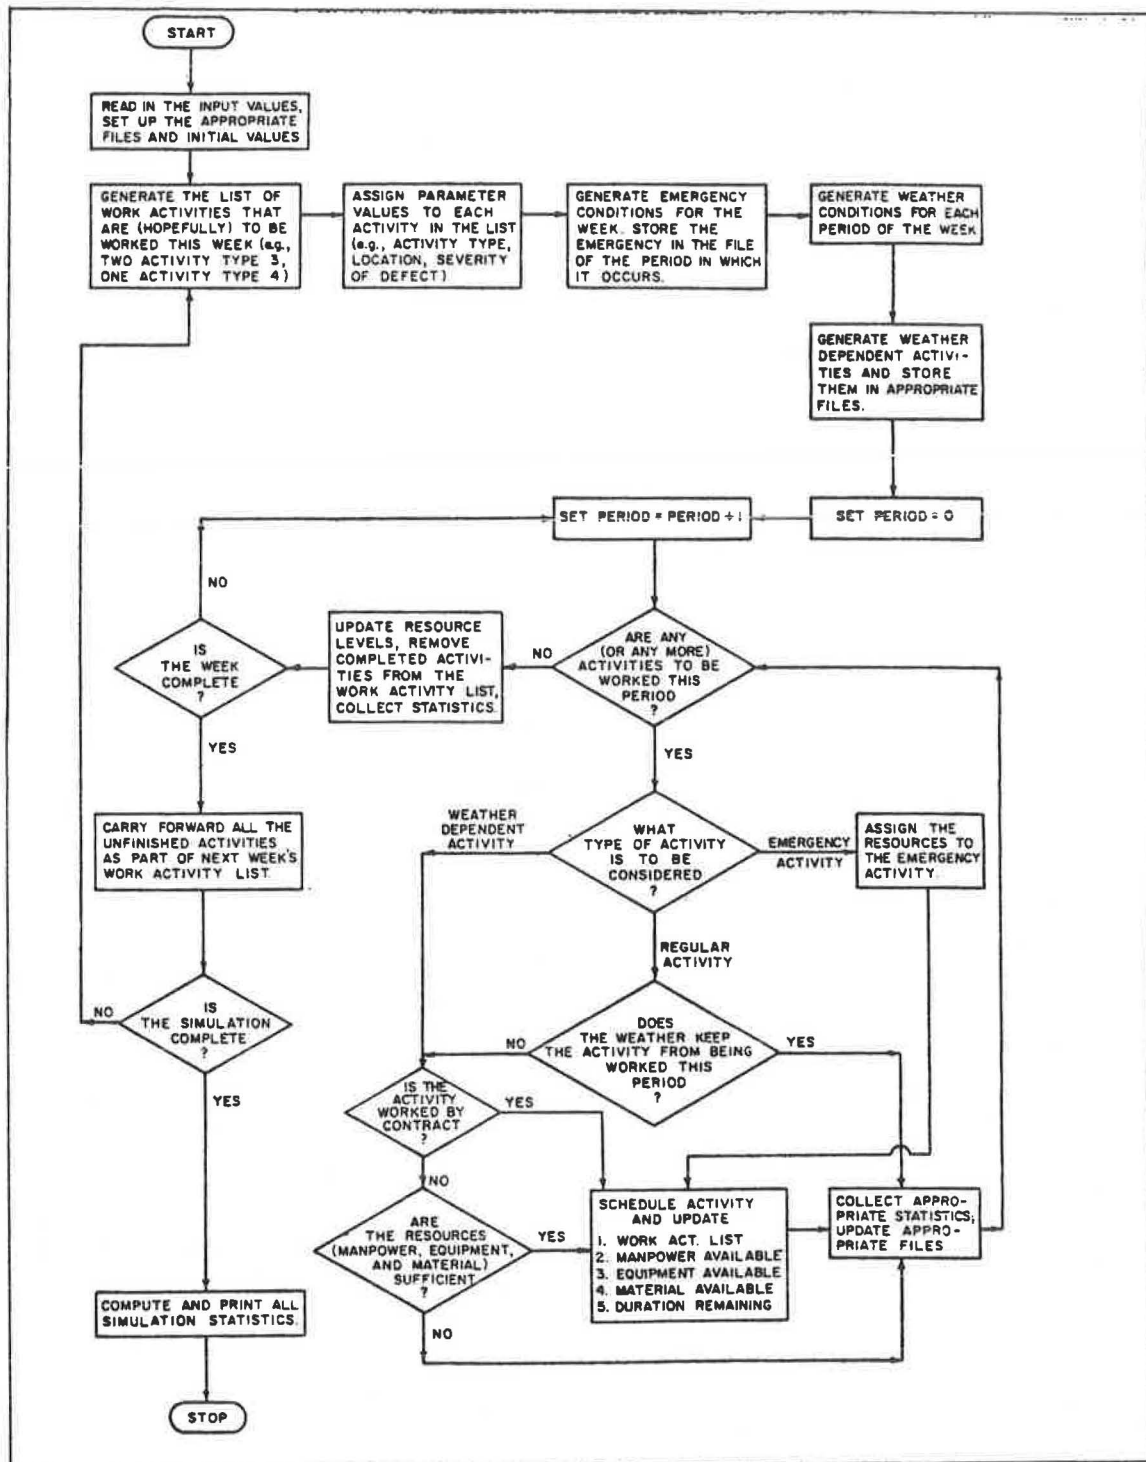 START
READ IN THE INPUT VALUES,
SET UP THE APPROPRIATE
FILES AND INITIAL VALUES
GENERATE THE LIST OF
WORK ACTIVITIES THAT
ARE (HOPEFULLY) TO BE
WORKED THIS WEEK (e.g.,
TWO ACTIVITY TYPE 3,
ONE ACTIVITY TYPE 4)
ASSIGN PARAMETER
VALUES TO EACH
ACTIVITY IN THE LIST
(e.g., ACTIVITY TYPE,
LOCATION, SEVERITY
OF DEFECT)
GENERATE EMERGENCY
CONDITIONS FOR THE
WEEK. STORE THE
EMERGENCY IN THE FILE
OF THE PERIOD IN WHICH
IT OCCURS.
GENERATE WEATHER
CONDITIONS FOR EACH
PERIOD OF THE WEEK
GENERATE WEATHER
DEPENDENT ACTIVI-
TIES AND STORE
THEM IN APPROPRIATE
FILES.
SET PERIOD = PERIOD + 1
SET PERIOD = 0
NO
IS
THE WEEK
COMPLETE
?
UPDATE RESOURCE
LEVELS, REMOVE
COMPLETED ACTIVI-
TIES FROM THE
WORK ACTIVITY LIST,
COLLECT STATISTICS.
NO
ARE ANY
(OR ANY MORE)
ACTIVITIES TO BE
WORKED THIS
PERIOD
?
YES
YES
CARRY FORWARD ALL THE
UNFINISHED ACTIVITIES
AS PART OF NEXT WEEK'S
WORK ACTIVITY LIST.
WEATHER
DEPENDENT
ACTIVITY
WHAT
TYPE OF ACTIVITY
IS TO BE
CONSIDERED
?
EMERGENCY
ACTIVITY
ASSIGN THE
RESOURCES TO
THE EMERGENCY
ACTIVITY.
REGULAR
ACTIVITY
NO
IS
THE SIMULATION
COMPLETE
?
YES
NO
DOES
THE WEATHER KEEP
THE ACTIVITY FROM BEING
WORKED THIS
PERIOD
?
YES
IS THE
ACTIVITY
WORKED BY
CONTRACT
?
YES
NO
ARE
THE RESOURCES
(MANPOWER, EQUIPMENT,
AND MATERIAL)
SUFFICIENT
?
YES
NO
SCHEDULE ACTIVITY
AND UPDATE
1. WORK ACT. LIST
2. MANPOWER AVAILABLE
3. EQUIPMENT AVAILABLE
4. MATERIAL AVAILABLE
5. DURATION REMAINING
COLLECT APPRO-
PRIATE STATISTICS;
UPDATE APPRO-
PRIATE FILES
COMPUTE AND PRINT ALL
SIMULATION STATISTICS.
STOP